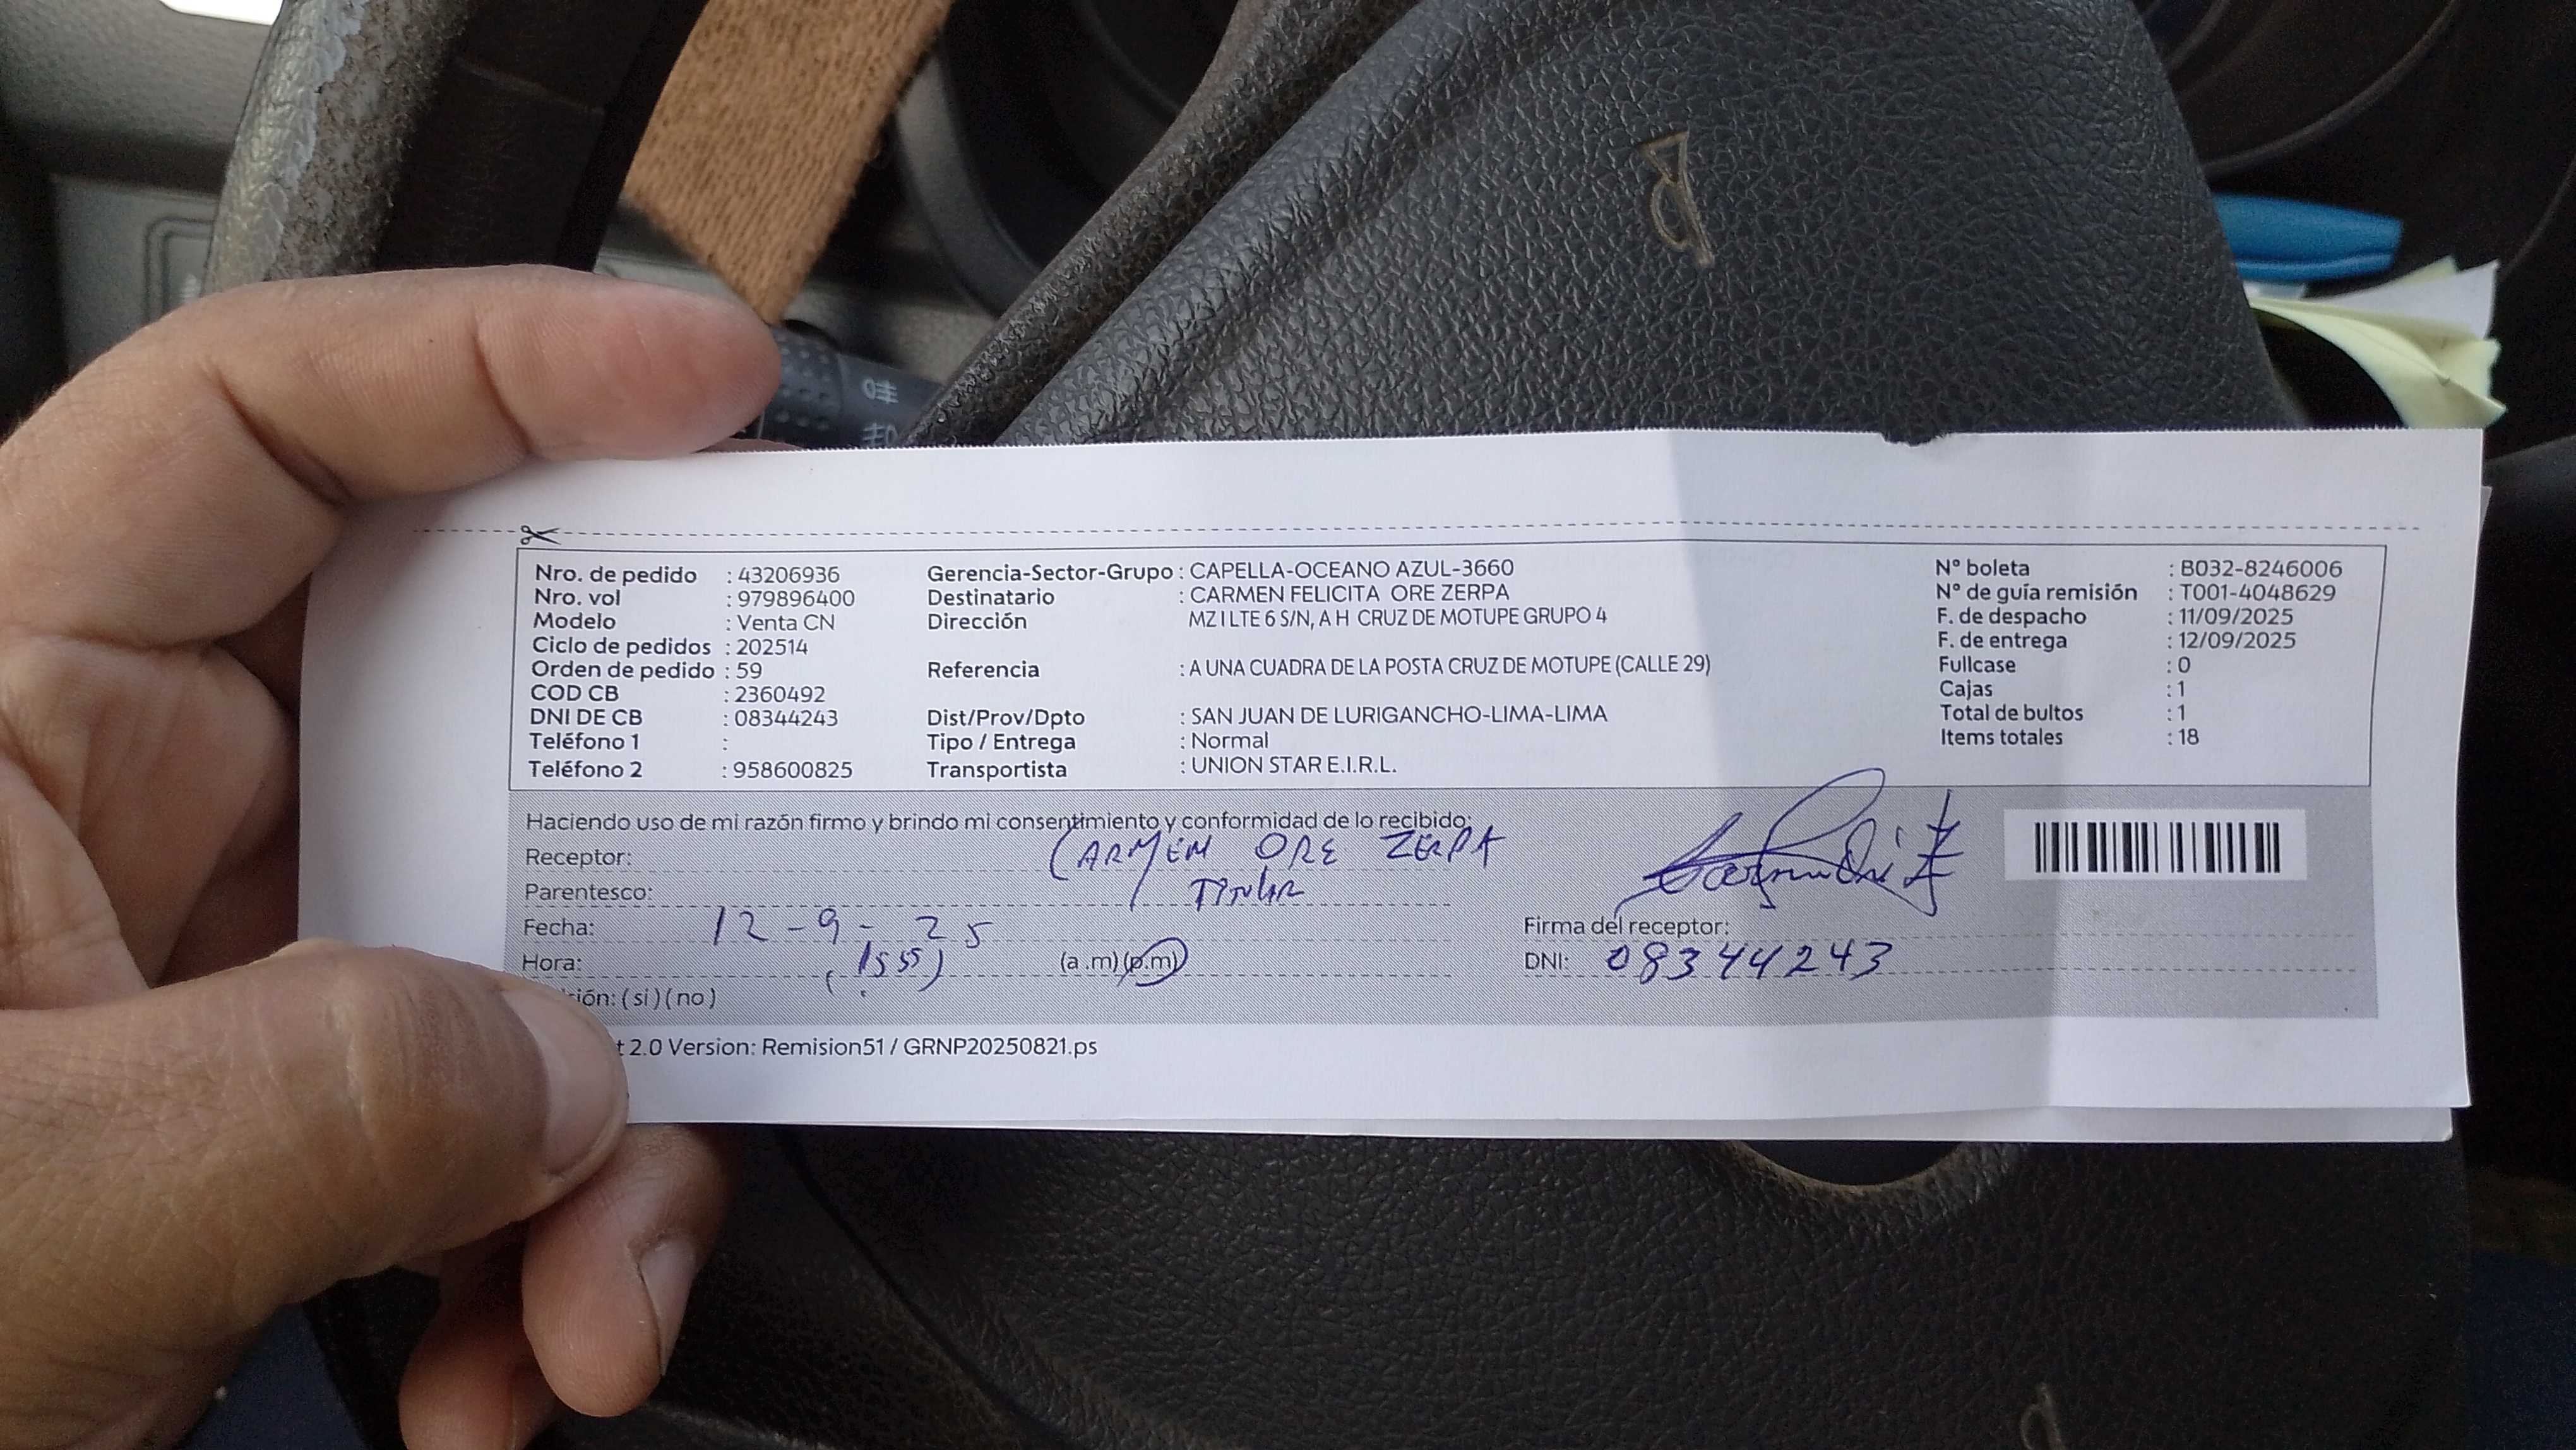 Nro. de pedido : 43206936
Nro. vol : 979896400
Modelo : Venta CN
Ciclo de pedidos : 202514
Orden de pedido : 59
COD CB : 2360492
DNI DE CB : 08344243
Teléfono 1 :
Teléfono 2 : 958600825
Gerencia-Sector-Grupo : CAPELLA-OCEANO AZUL-3660
Destinatario : CARMEN FELICITA ORE ZERPA
Dirección MZ I LTE 6 S/N, A H CRUZ DE MOTUPE GRUPO 4
Referencia : A UNA CUADRA DE LA POSTA CRUZ DE MOTUPE (CALLE 29)
Dist/Prov/Dpto : SAN JUAN DE LURIGANCHO-LIMA-LIMA
Tipo / Entrega : Normal
Transportista : UNION STAR E.I.R.L.
N° boleta : B032-8246006
N° de guía remisión : T001-4048629
F. de despacho : 11/09/2025
F. de entrega : 12/09/2025
Fullcase : 0
Cajas : 1
Total de bultos : 1
Items totales : 18
Haciendo uso de mi razón firmo y brindo mi consentimiento y conformidad de lo recibido:
Receptor: CARMEN ORE ZERPA
Parentesco: Titular
Fecha: 12-9-25
Hora: (1555) (a.m) (p.m)
ión: (si) (no)
Firma del receptor:
DNI: 08344243
t 2.0 Version: Remision51 / GRNP20250821.ps